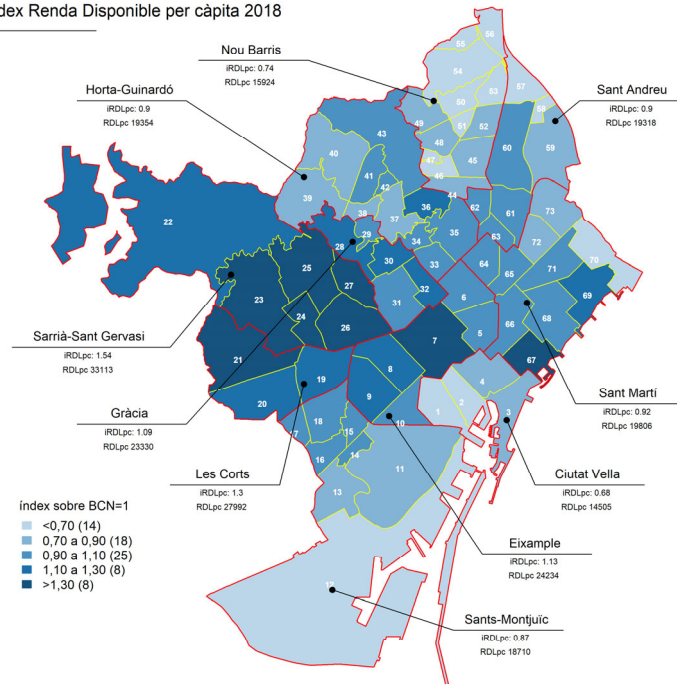 dex Renda Disponible per càpita 2018
Nou Barris
iRDLpc: 0.74
RDLpc 15924
Horta-Guinardó
iRDLpc: 0.9
RDLpc 19354
Sant Andreu
iRDLpc: 0.9
RDLpc 19318
56
55
54
57
53
50
58
49
51
52
43
48
60
59
40
47
45
41
46
42
44
39
36
62
38
37
61
73
22
29
35
28
34
63
72
25
30
33
64
71
70
65
27
32
23
31
6
69
24
66
68
26
7
5
21
67
8
19
4
20
9
1
2
3
10
18
15
7
14
16
11
13
Sarrià-Sant Gervasi
iRDLpc: 1.54
RDLpc 33113
Sant Martí
iRDLpc: 0.92
RDLpc 19806
Gràcia
iRDLpc: 1.09
RDLpc 23330
Les Corts
iRDLpc: 1.3
RDLpc 27992
Ciutat Vella
iRDLpc: 0.68
RDLpc 14505
Eixample
iRDLpc: 1.13
RDLpc 24234
Sants-Montjuïc
iRDLpc: 0.87
RDLpc 18710
índex sobre BCN=1
<0,70 (14)
0,70 a 0,90 (18)
0,90 a 1,10 (25)
1,10 a 1,30 (8)
>1,30 (8)